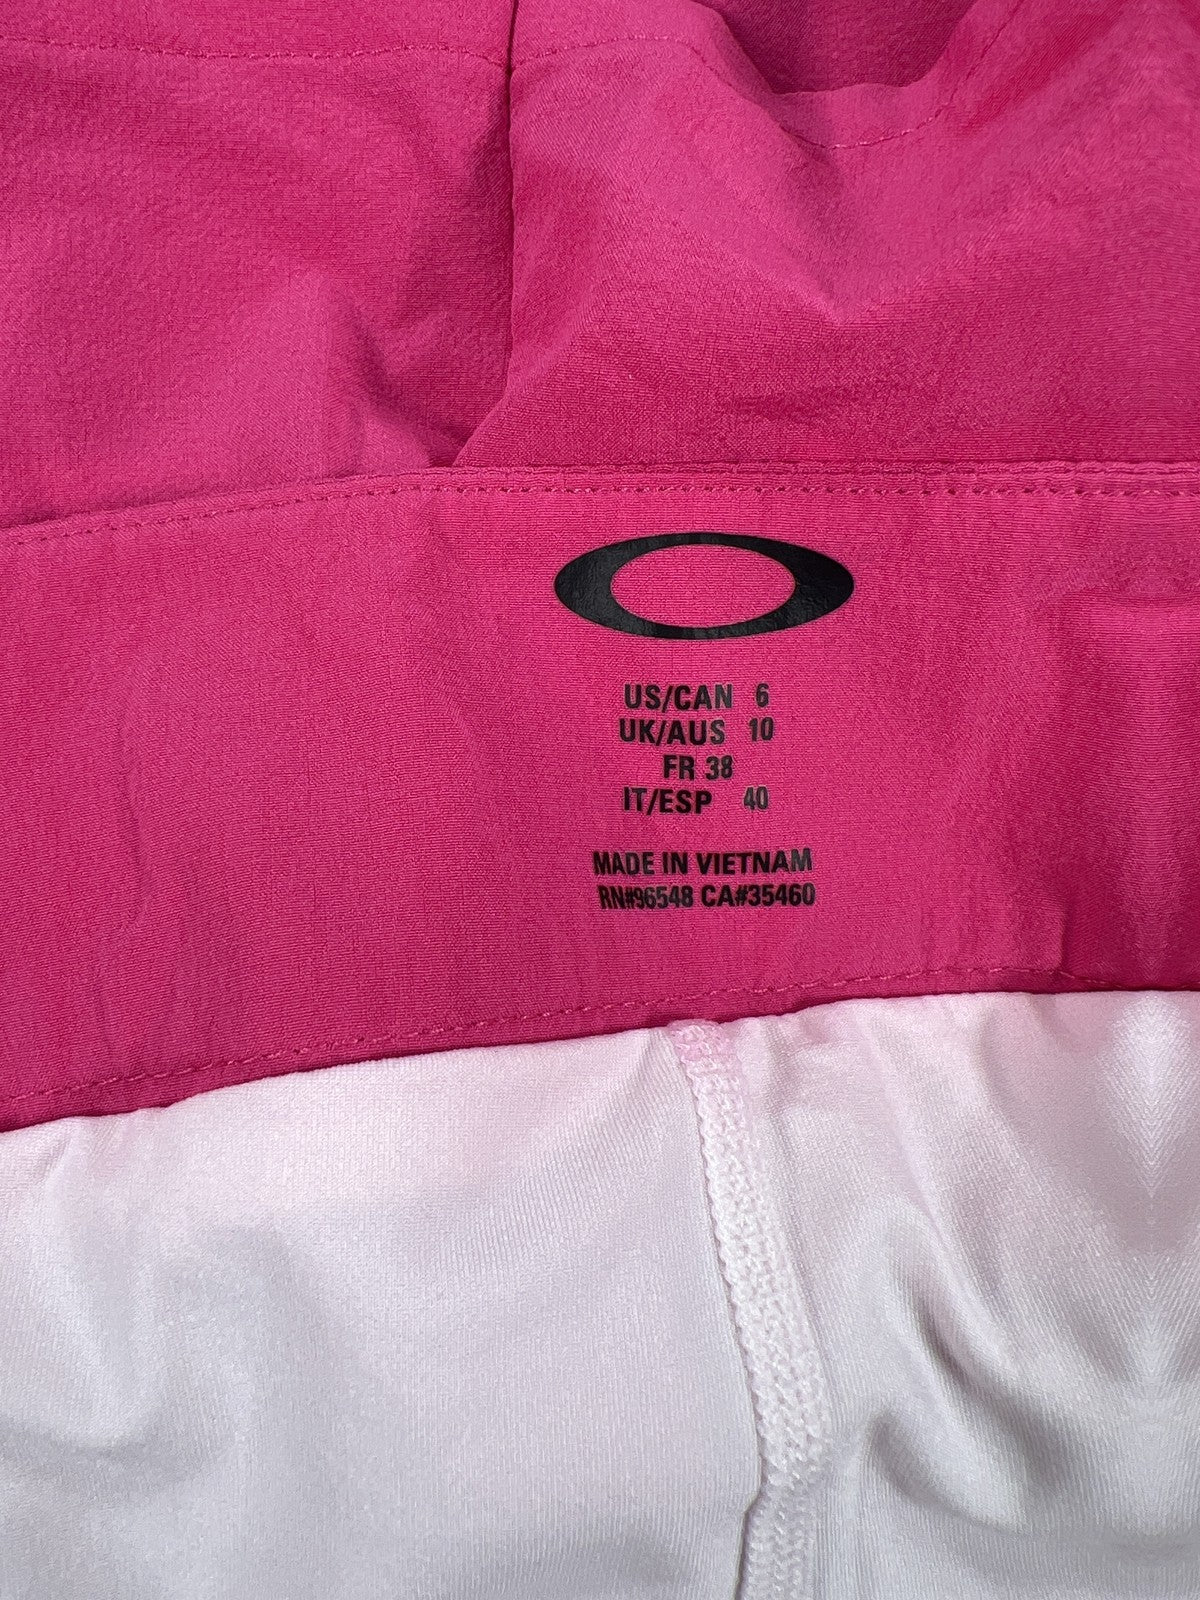 US/CAN 6
UK/AUS 10
FR 38
IT/ESP 40
MADE IN VIETNAM
RN#96548 CA#35460